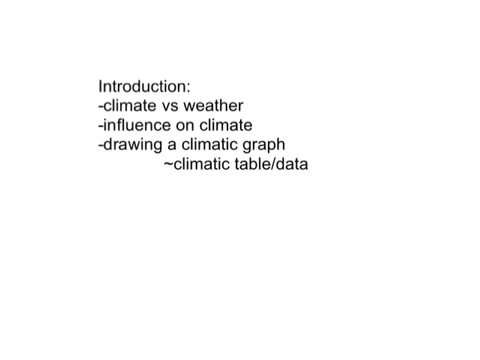 Introduction:
-climate vs weather
-influence on climate
-drawing a climatic graph
~climatic table/data